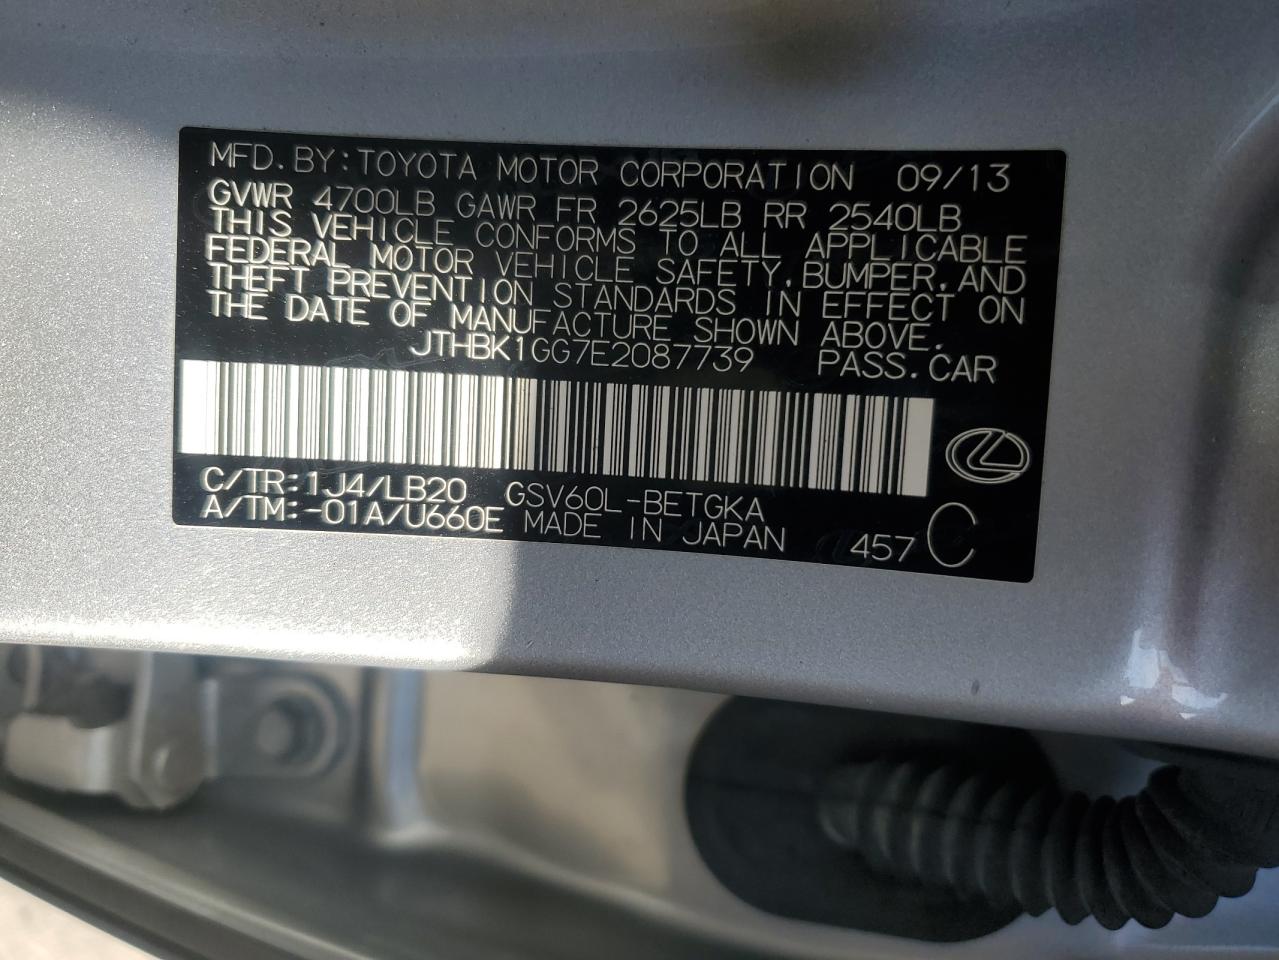 MFD.BY:TOYOTA MOTOR CORPORATION 09/13
GVWR 4700LB GAWR FR 2625LB RR 2540LB
THIS VEHICLE CONFORMS TO ALL APPLICABLE
FEDERAL MOTOR VEHICLE SAFETY,BUMPER,AND
THEFT PREVENTION STANDARDS IN EFFECT ON
THE DATE OF MANUFACTURE SHOWN ABOVE.
JTHBK1GG7E2087739 PASS.CAR
C/TR:1J4/LB20 GSV60L-BETGKA
A/TM:-01A/U660E MADE IN JAPAN 457 C